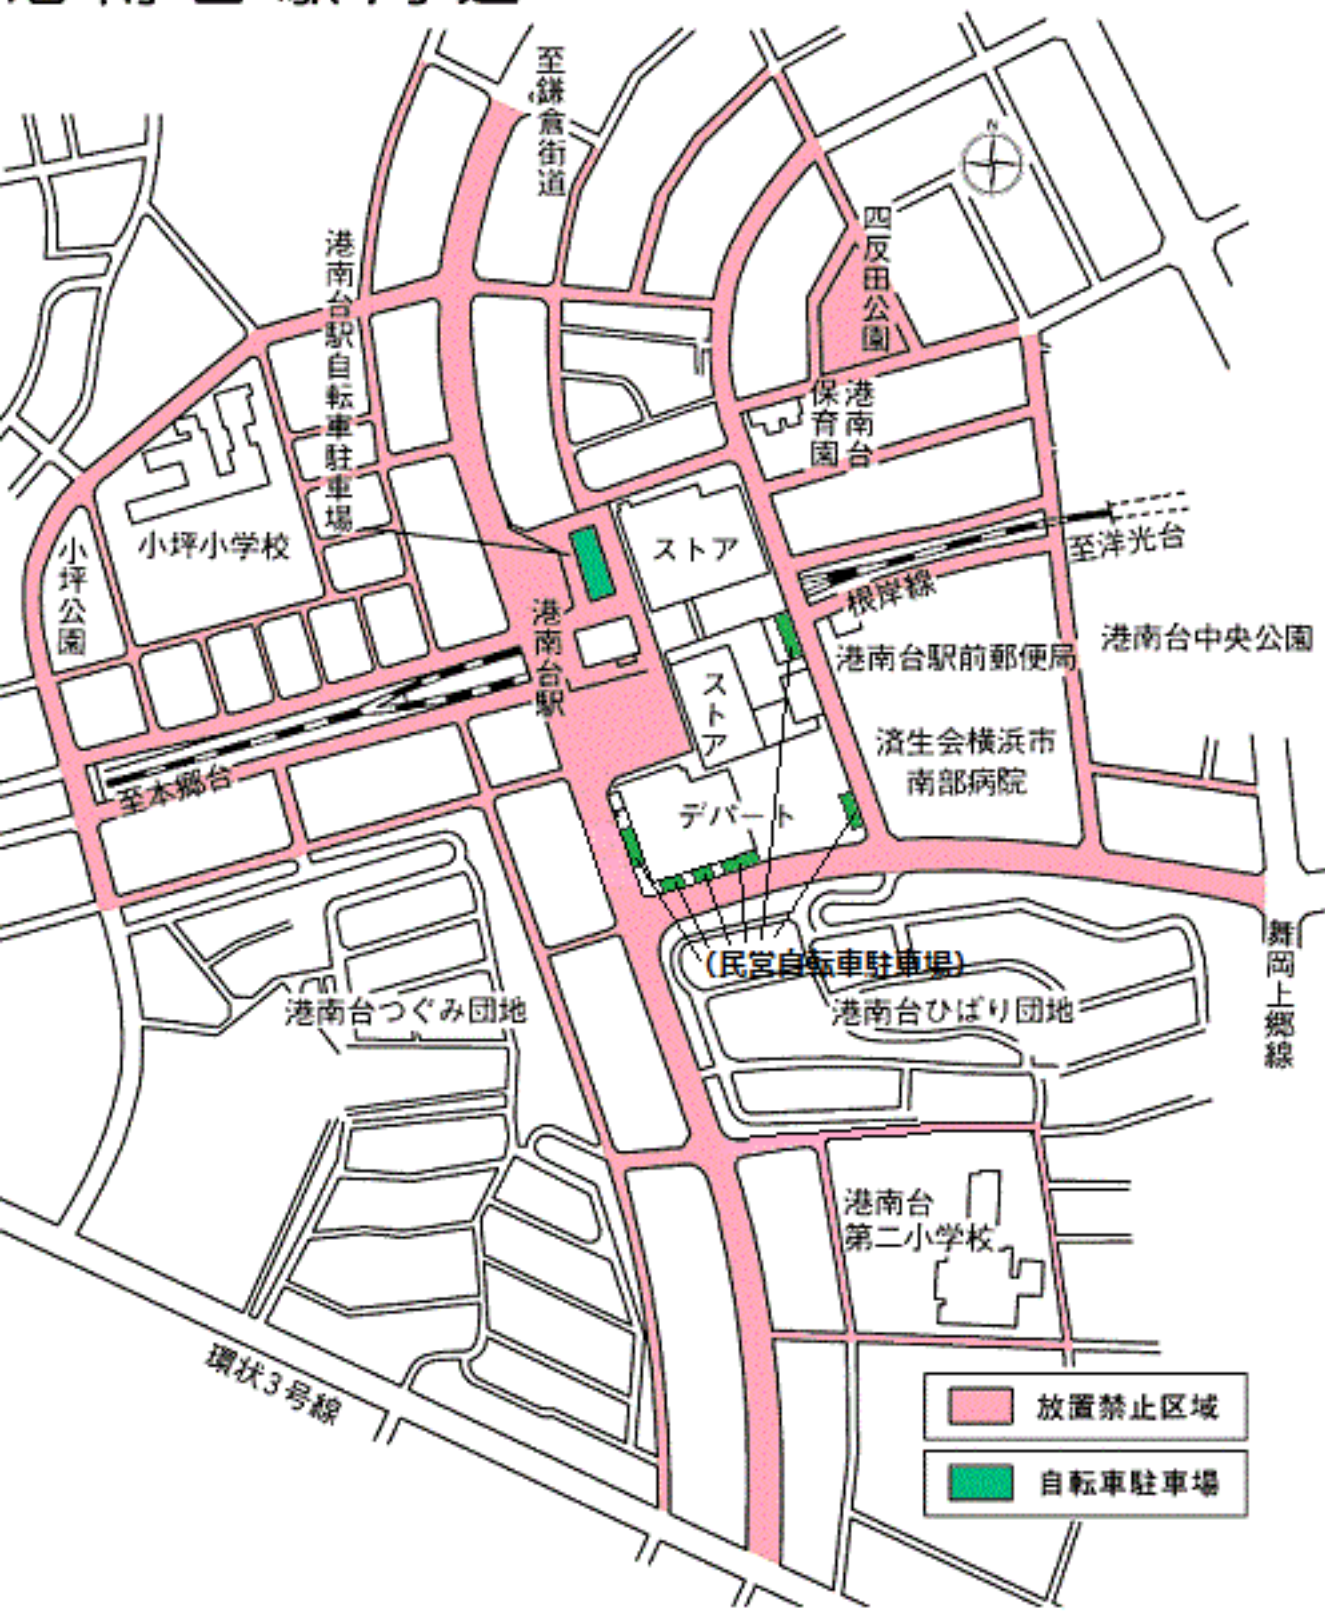 至鎌倉街道
N
四反田公園
港南台駅自転車駐車場
港南台
保育園
小坪小学校
小坪公園
ストア
至洋光台
根岸線
港南台駅
港南台駅前郵便局
港南台中央公園
ストア
済生会横浜市
南部病院
至本郷台
デパート
(民営自転車駐車場)
舞岡上郷線
港南台つぐみ団地
港南台ひばり団地
港南台
第二小学校
環状3号線
放置禁止区域
自転車駐車場